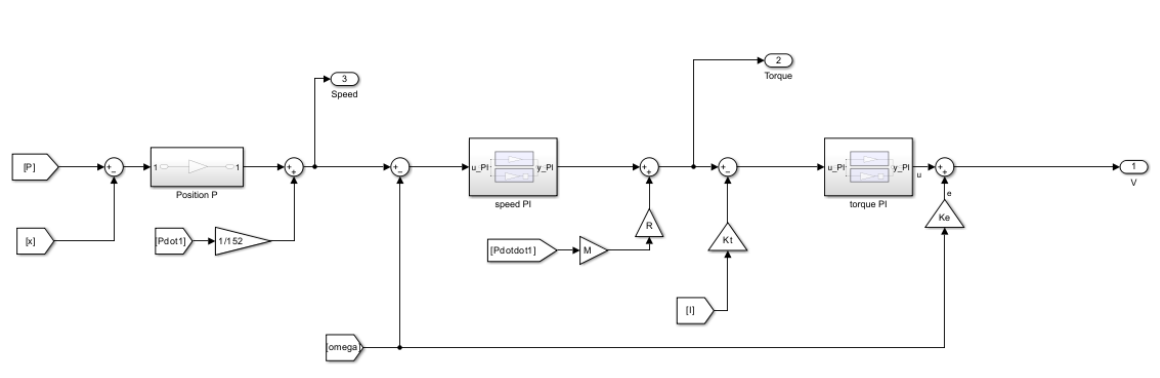 2
Torque
3
Speed
[P]
+
−
1
1
Position P
+
+
+
−
u_PI
y_PI
speed PI
+
+
+
−
u_PI
y_PI
torque PI
u
+
+
e
1
V
[x]
[Pdot1]
1/152
[Pdotdot1]
M
R
Kt
Ke
[I]
[omega]